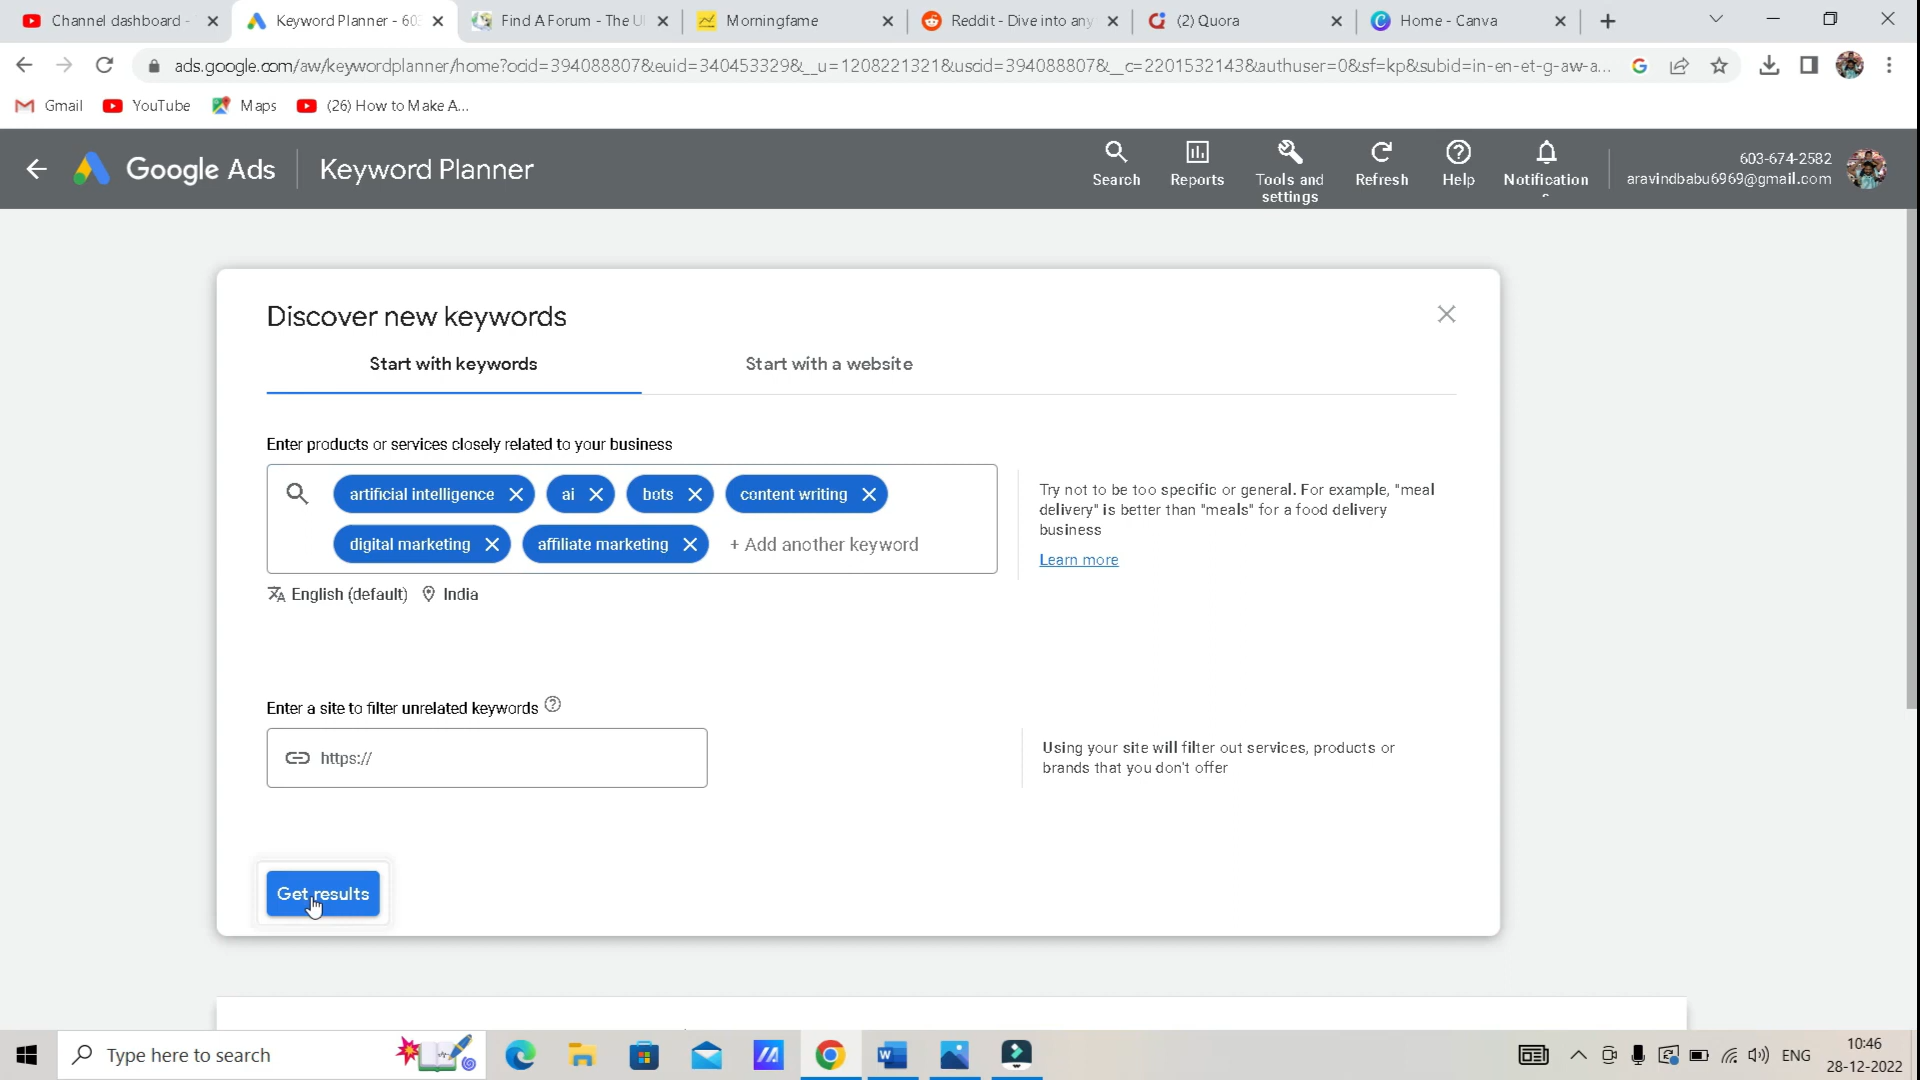 Channel dashboard -
Keyword Planner - 603
Find A Forum - The Ul
Morningfame
Reddit - Dive into any
(2) Quora
Home - Canva
ads.google.com/aw/keywordplanner/home?ocid=394088807&euid=340453329&__u=1208221321&uscid=394088807&__c=2201532143&authuser=0&sf=kp&subid=in-en-et-g-aw-a...
Gmail
YouTube
Maps
(26) How to Make A...
Google Ads
Keyword Planner
Search
Reports
Tools and
settings
Refresh
Help
Notification
s
603-674-2582
aravindbabu6969@gmail.com
Discover new keywords
Start with keywords
Start with a website
Enter products or services closely related to your business
artificial intelligence
ai
bots
content writing
digital marketing
affiliate marketing
+ Add another keyword
Try not to be too specific or general. For example, "meal
delivery" is better than "meals" for a food delivery
business
Learn more
English (default)
India
Enter a site to filter unrelated keywords
https://
Using your site will filter out services, products or
brands that you don't offer
Get results
Type here to search
ENG
10:46
28-12-2022